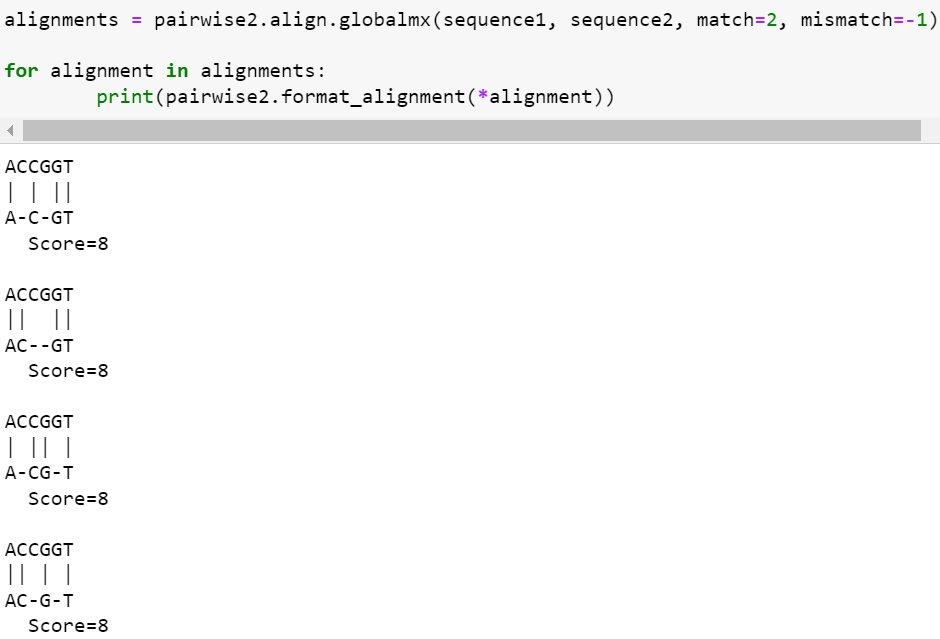 alignments = pairwise2.align.globalmx(sequence1, sequence2, match=2, mismatch=-1)
for alignment in alignments:
        print(pairwise2.format_alignment(*alignment))
ACCGGT
| | ||
A-C-GT
  Score=8
ACCGGT
||  ||
AC--GT
  Score=8
ACCGGT
| || |
A-CG-T
  Score=8
ACCGGT
|| | |
AC-G-T
  Score=8